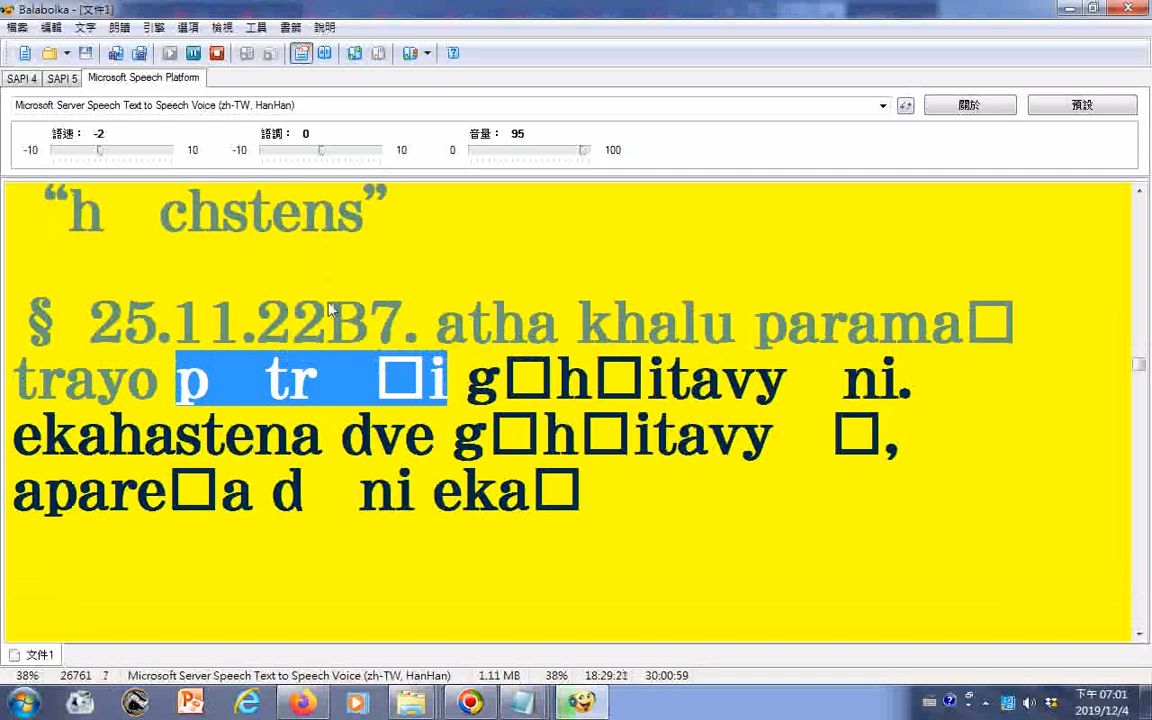 Balabolka - [文件1]
檔案 編輯 文字 朗讀 引擎 選項 檢視 工具 書籤 說明
SAPI 4 SAPI 5 Microsoft Speech Platform
Microsoft Server Speech Text to Speech Voice (zh-TW, HanHan) 關於 預設
語速： -2 語調： 0 音量： 95
-10 10 -10 10 0 100
“h chstens”
§ 25.11.22B7. atha khalu parama□
trayo p tr □i g□h□itavy ni.
ekahastena dve g□h□itavy □,
apare□a d ni eka□
文件1
38% 26761 ? Microsoft Server Speech Text to Speech Voice (zh-TW, HanHan) 1.11 MB 38% 18:29:21 30:00:59
下午 07:01
2019/12/4